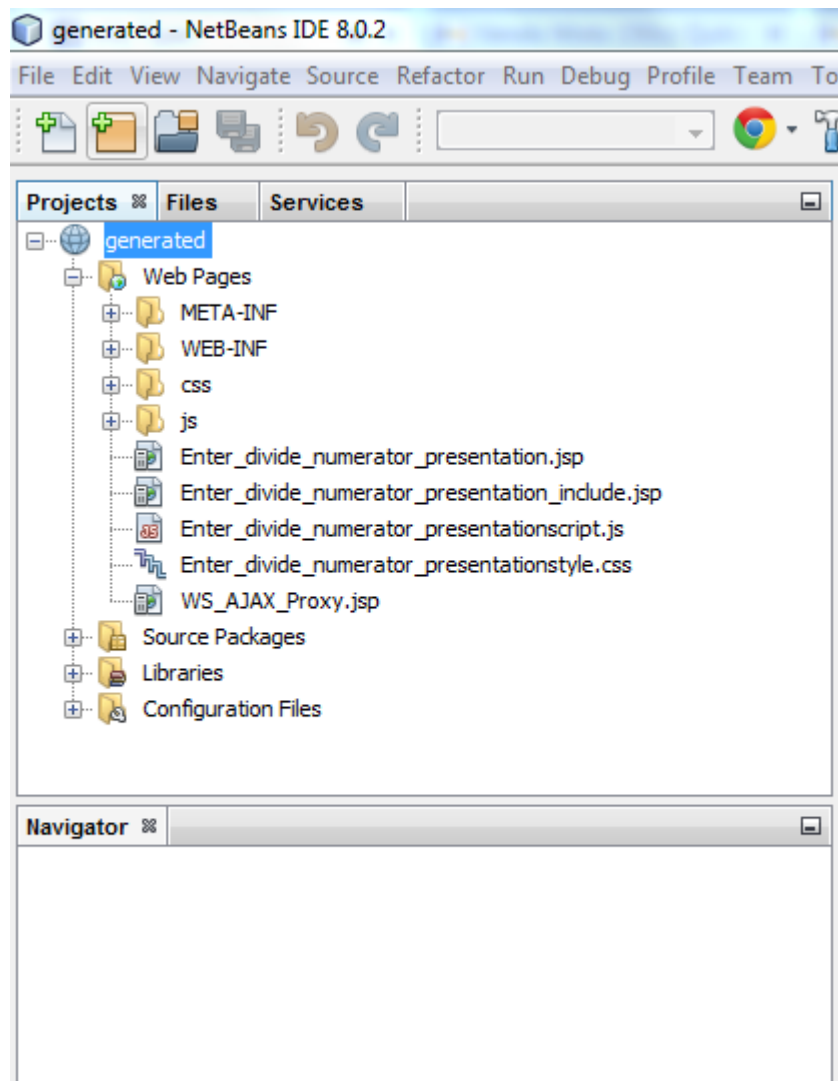 generated - NetBeans IDE 8.0.2
File Edit View Navigate Source Refactor Run Debug Profile Team To
Projects Files Services
generated
Web Pages
META-INF
WEB-INF
css
js
Enter_divide_numerator_presentation.jsp
Enter_divide_numerator_presentation_include.jsp
Enter_divide_numerator_presentationscript.js
Enter_divide_numerator_presentationstyle.css
WS_AJAX_Proxy.jsp
Source Packages
Libraries
Configuration Files
Navigator